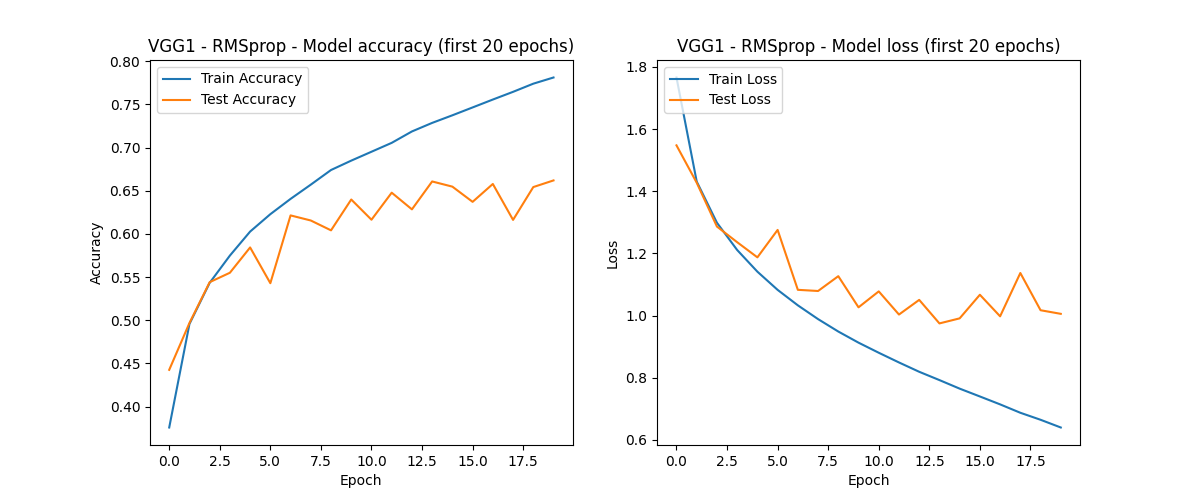 VGG1 - RMSprop - Model accuracy (first 20 epochs)
Train Accuracy
Test Accuracy
Accuracy
0.80
0.75
0.70
0.65
0.60
0.55
0.50
0.45
0.40
0.0 2.5 5.0 7.5 10.0 12.5 15.0 17.5
Epoch
VGG1 - RMSprop - Model loss (first 20 epochs)
Train Loss
Test Loss
Loss
1.8
1.6
1.4
1.2
1.0
0.8
0.6
0.0 2.5 5.0 7.5 10.0 12.5 15.0 17.5
Epoch